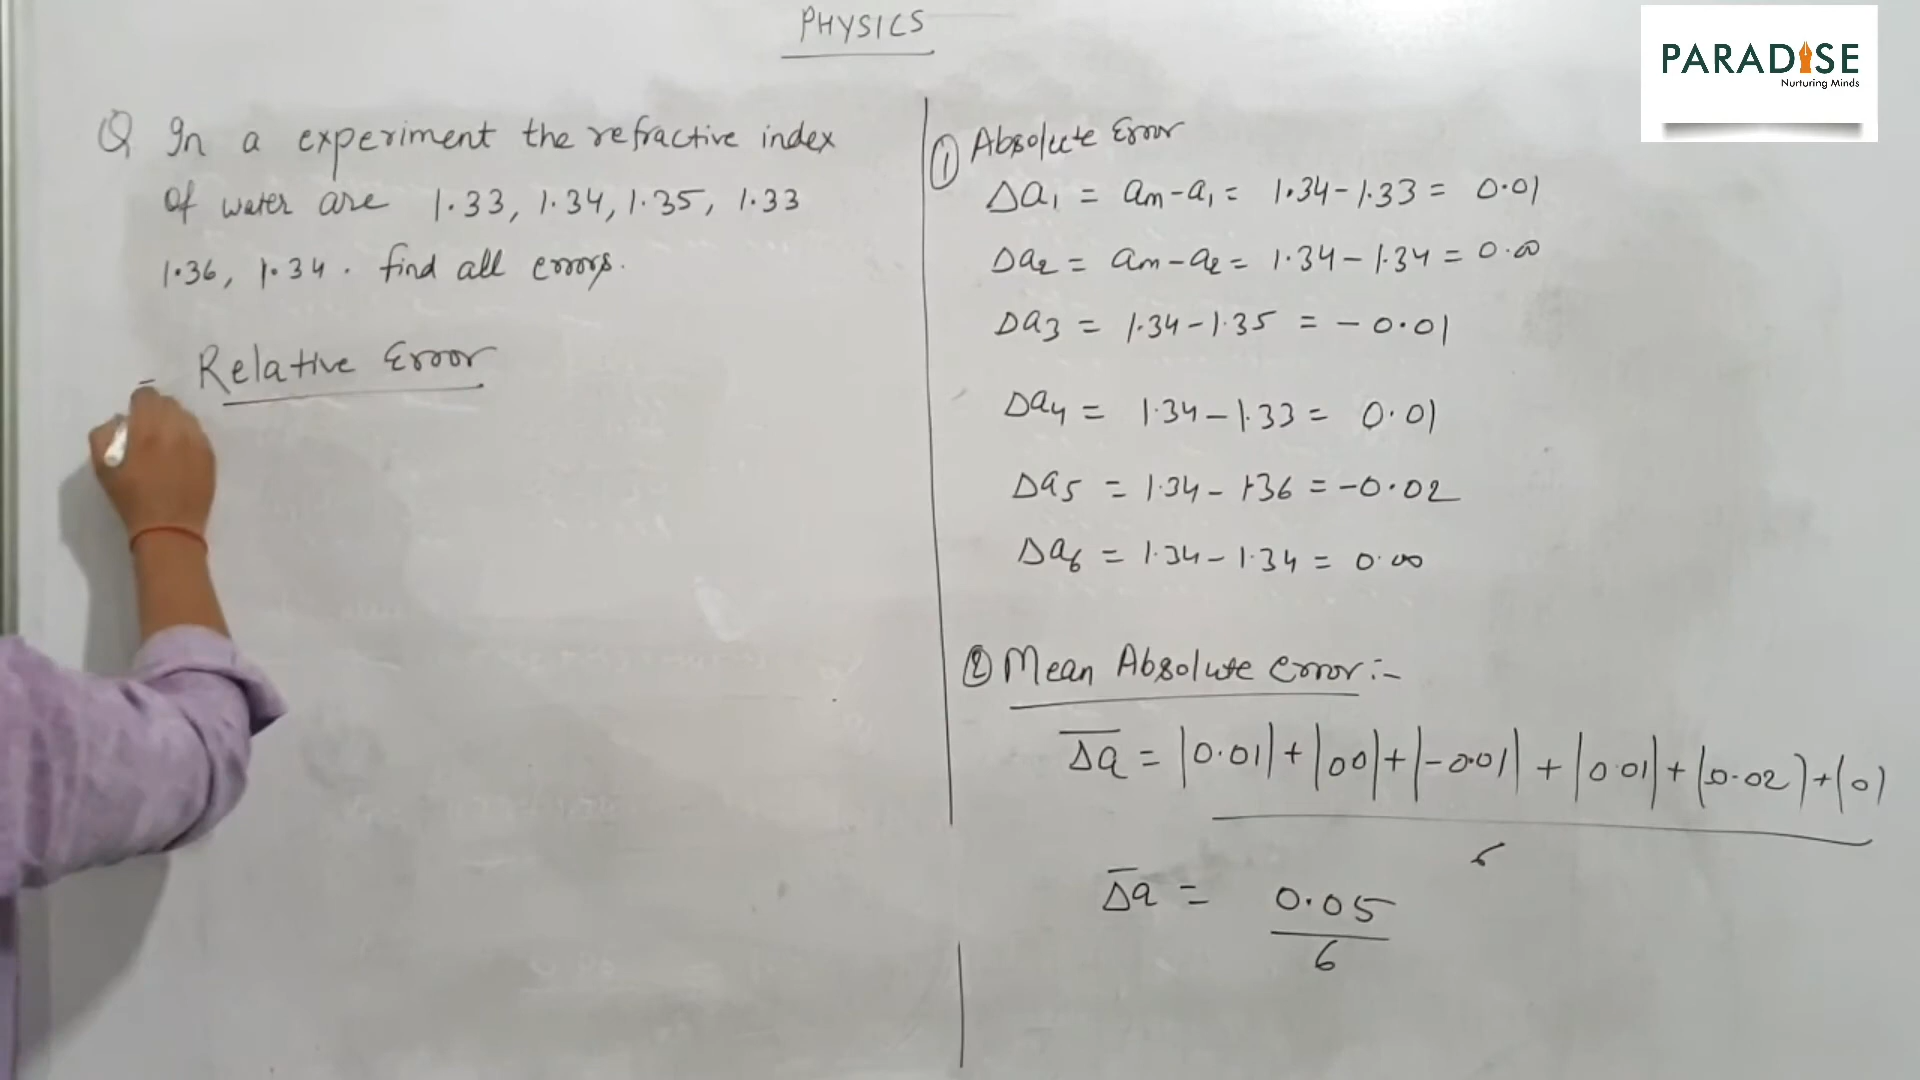 PHYSICS
PARADISE
Nurturing Minds
Q In a experiment the refractive index
of water are 1.33, 1.34, 1.35, 1.33
1.36, 1.34. find all errors.
Relative Error
① Absolute Error
Δa₁ = am-a₁ = 1.34-1.33 = 0.01
Δa₂ = am-a₂ = 1.34-1.34 = 0.00
Δa₃ = 1.34-1.35 = -0.01
Δa₄ = 1.34-1.33 = 0.01
Δa₅ = 1.34-1.36 = -0.02
Δa₆ = 1.34-1.34 = 0.00
② Mean Absolute error:-
Δa = |0.01|+|00|+|-0.01|+|0.01|+|0.02|+|0|
6
Δa = 0.05
6